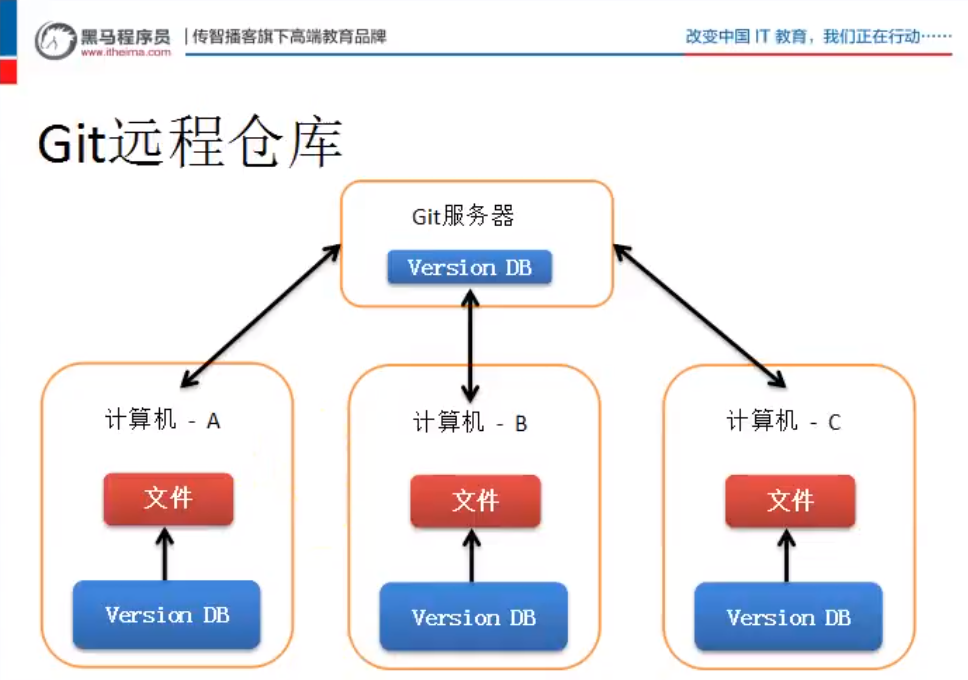 黑马程序员 | 传智播客旗下高端教育品牌
www.itheima.com
改变中国 IT 教育，我们正在行动……
Git远程仓库
Git服务器
Version DB
计算机 - A
文件
Version DB
计算机 - B
文件
Version DB
计算机 - C
文件
Version DB